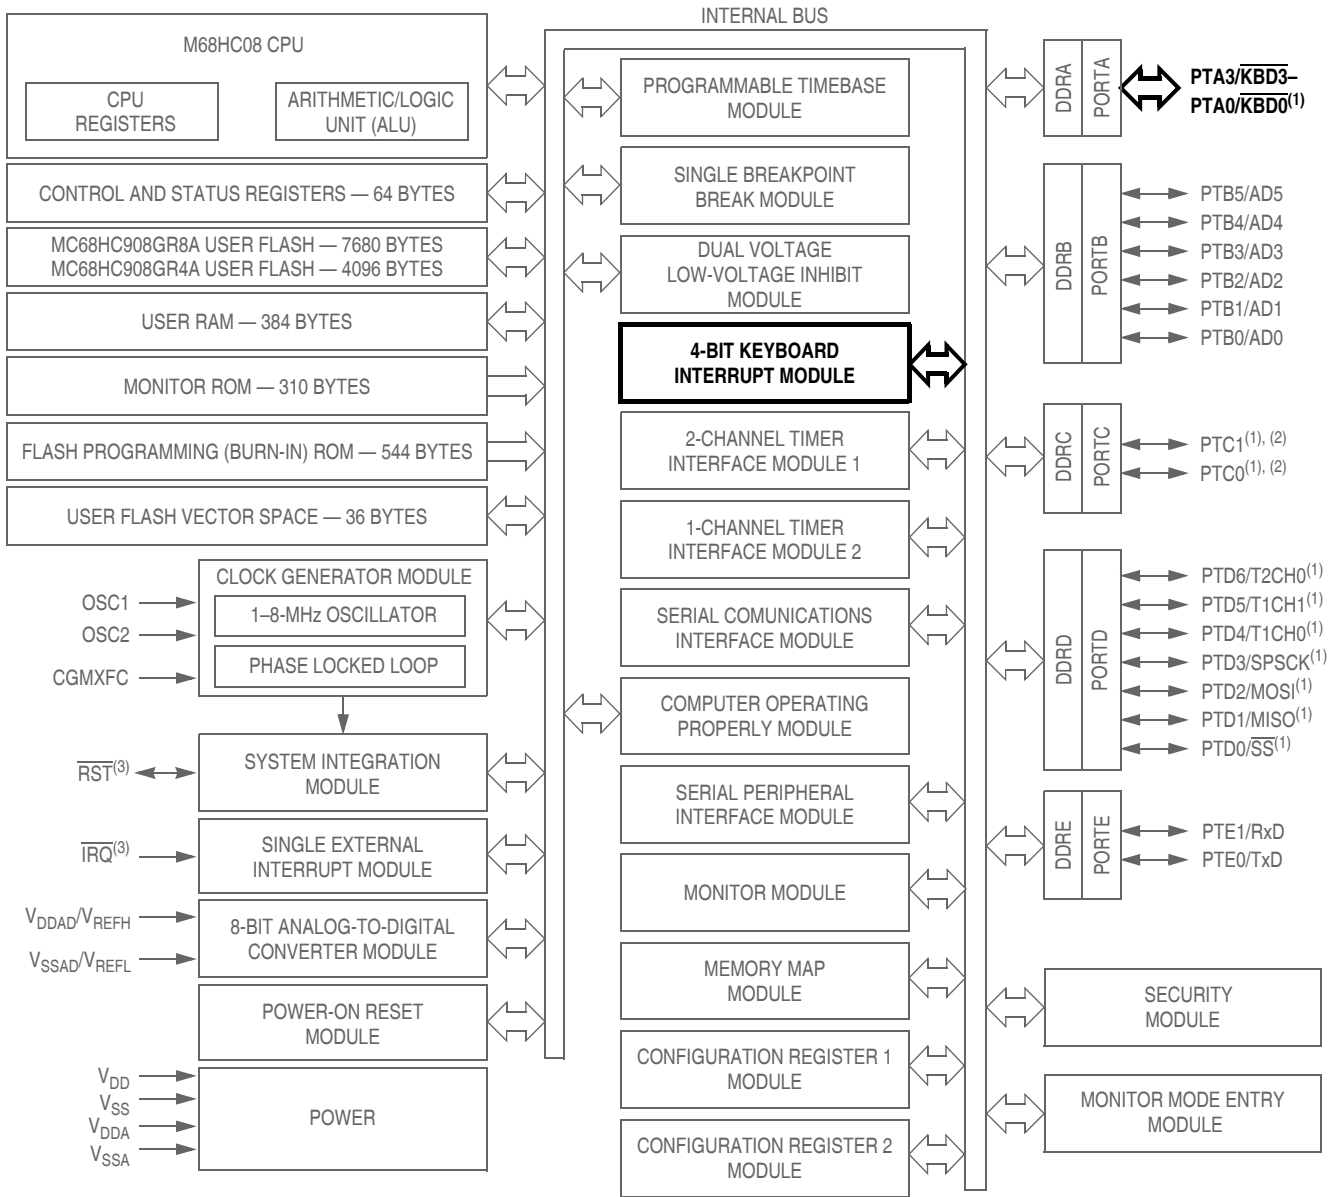 INTERNAL BUS
M68HC08 CPU
CPU
REGISTERS
ARITHMETIC/LOGIC
UNIT (ALU)
CONTROL AND STATUS REGISTERS — 64 BYTES
MC68HC908GR8A USER FLASH — 7680 BYTES
MC68HC908GR4A USER FLASH — 4096 BYTES
USER RAM — 384 BYTES
MONITOR ROM — 310 BYTES
FLASH PROGRAMMING (BURN-IN) ROM — 544 BYTES
USER FLASH VECTOR SPACE — 36 BYTES
CLOCK GENERATOR MODULE
1–8-MHz OSCILLATOR
PHASE LOCKED LOOP
OSC1
OSC2
CGMXFC
SYSTEM INTEGRATION
MODULE
RST(3)
SINGLE EXTERNAL
INTERRUPT MODULE
IRQ(3)
8-BIT ANALOG-TO-DIGITAL
CONVERTER MODULE
VDDAD/VREFH
VSSAD/VREFL
POWER-ON RESET
MODULE
POWER
VDD
VSS
VDDA
VSSA
PROGRAMMABLE TIMEBASE
MODULE
SINGLE BREAKPOINT
BREAK MODULE
DUAL VOLTAGE
LOW-VOLTAGE INHIBIT
MODULE
4-BIT KEYBOARD
INTERRUPT MODULE
2-CHANNEL TIMER
INTERFACE MODULE 1
1-CHANNEL TIMER
INTERFACE MODULE 2
SERIAL COMUNICATIONS
INTERFACE MODULE
COMPUTER OPERATING
PROPERLY MODULE
SERIAL PERIPHERAL
INTERFACE MODULE
MONITOR MODULE
MEMORY MAP
MODULE
CONFIGURATION REGISTER 1
MODULE
CONFIGURATION REGISTER 2
MODULE
DDRA
PORTA
PTA3/KBD3–
PTA0/KBD0(1)
DDRB
PORTB
PTB5/AD5
PTB4/AD4
PTB3/AD3
PTB2/AD2
PTB1/AD1
PTB0/AD0
DDRC
PORTC
PTC1(1), (2)
PTC0(1), (2)
DDRD
PORTD
PTD6/T2CH0(1)
PTD5/T1CH1(1)
PTD4/T1CH0(1)
PTD3/SPSCK(1)
PTD2/MOSI(1)
PTD1/MISO(1)
PTD0/SS(1)
DDRE
PORTE
PTE1/RxD
PTE0/TxD
SECURITY
MODULE
MONITOR MODE ENTRY
MODULE